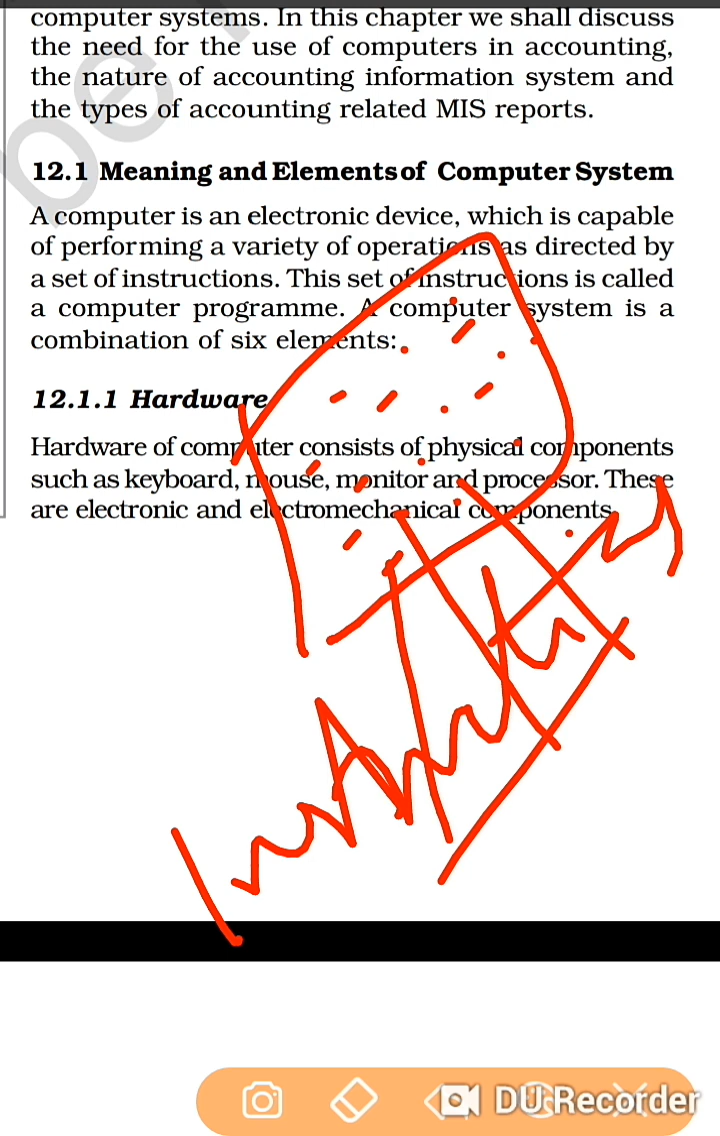 computer systems. In this chapter we shall discuss
the need for the use of computers in accounting,
the nature of accounting information system and
the types of accounting related MIS reports.
12.1 Meaning and Elements of Computer System
A computer is an electronic device, which is capable
of performing a variety of operations as directed by
a set of instructions. This set of instructions is called
a computer programme. A computer system is a
combination of six elements:
12.1.1 Hardware
Hardware of computer consists of physical components
such as keyboard, mouse, monitor and processor. These
are electronic and electromechanical components.
be
DU Recorder